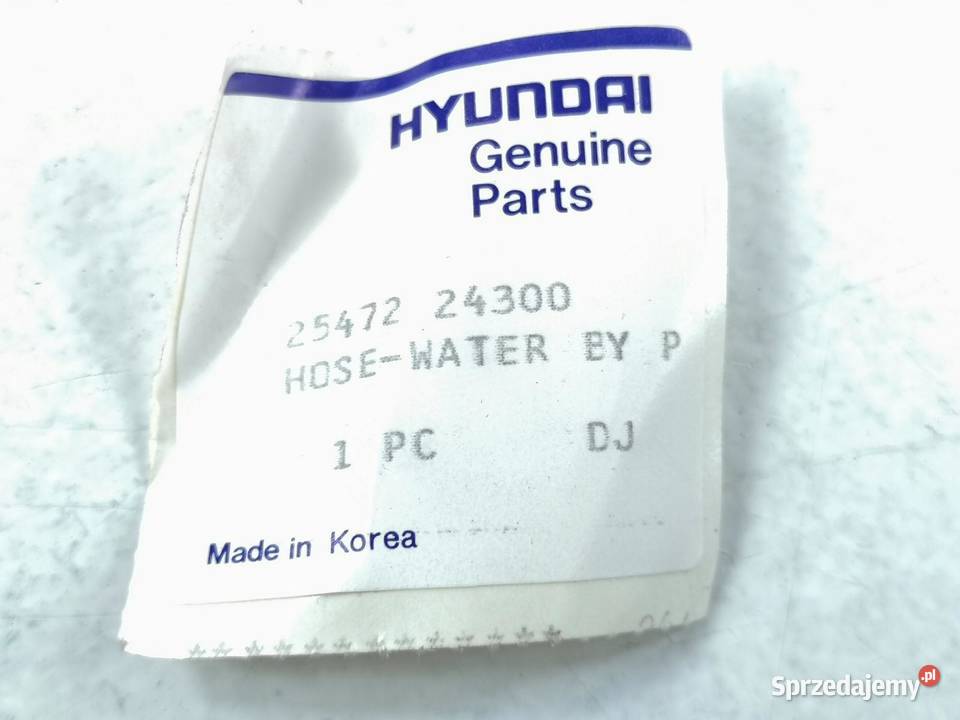 HYUNDAI
Genuine
Parts
25472 24300
HOSE-WATER BY P
1 PC DJ
Made in Korea
Sprzedajemy.pl